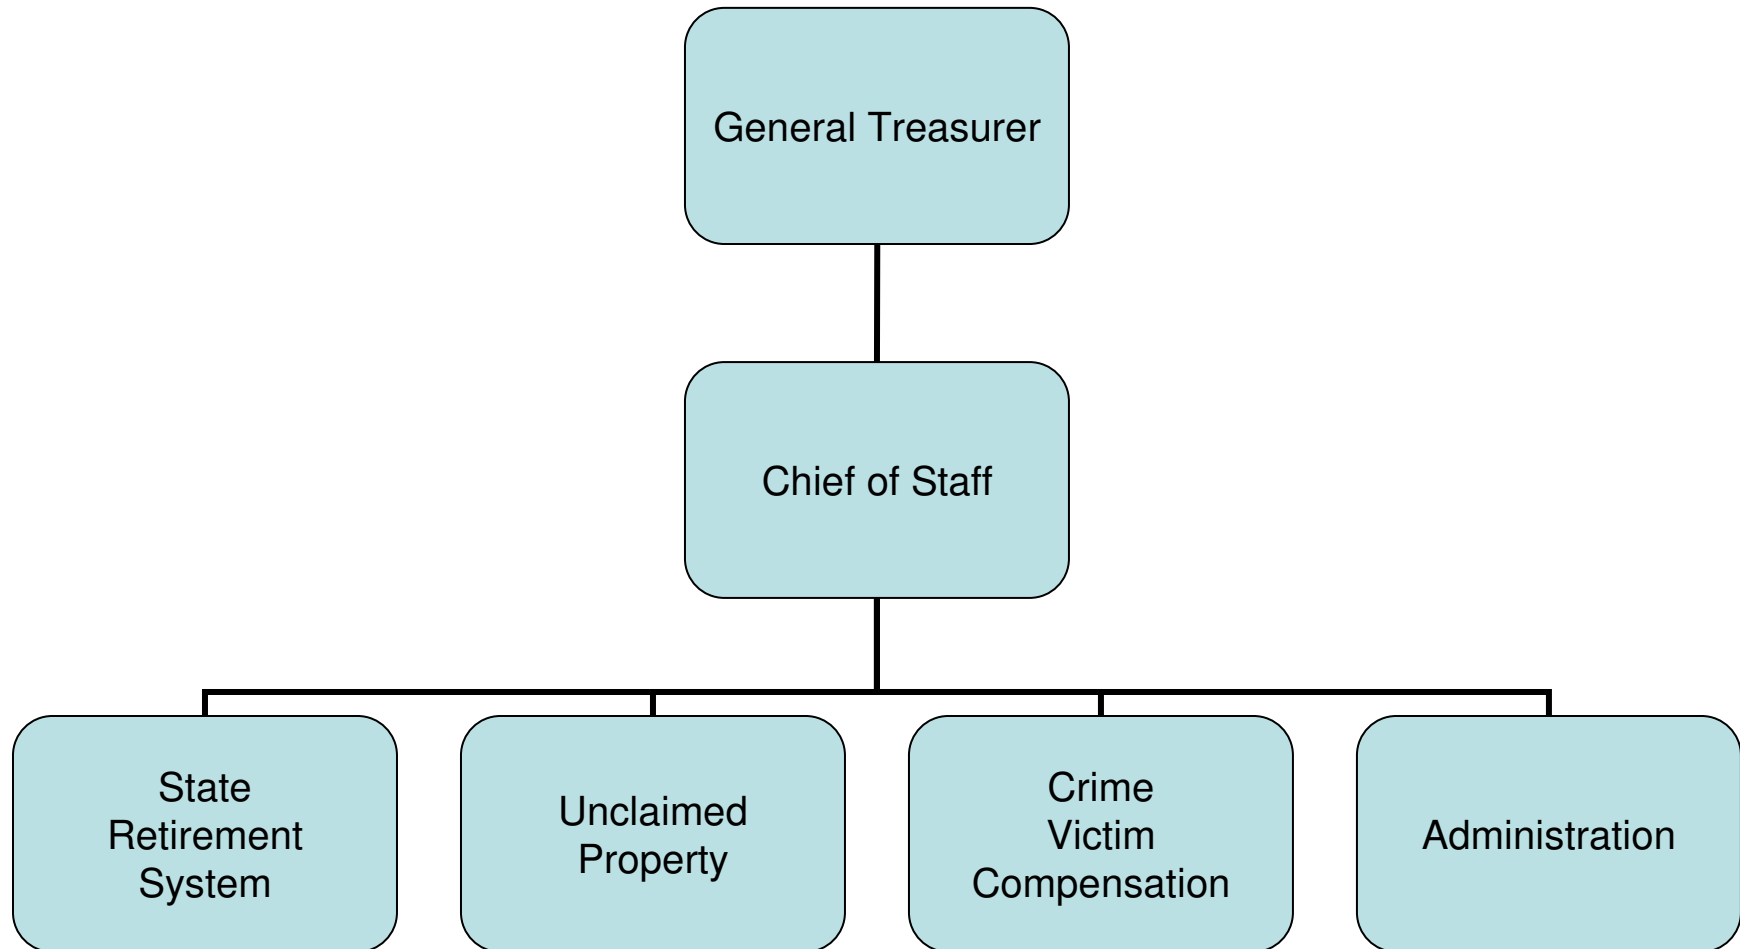 General Treasurer
Chief of Staff
State
Retirement
System
Unclaimed
Property
Crime
Victim
Compensation
Administration